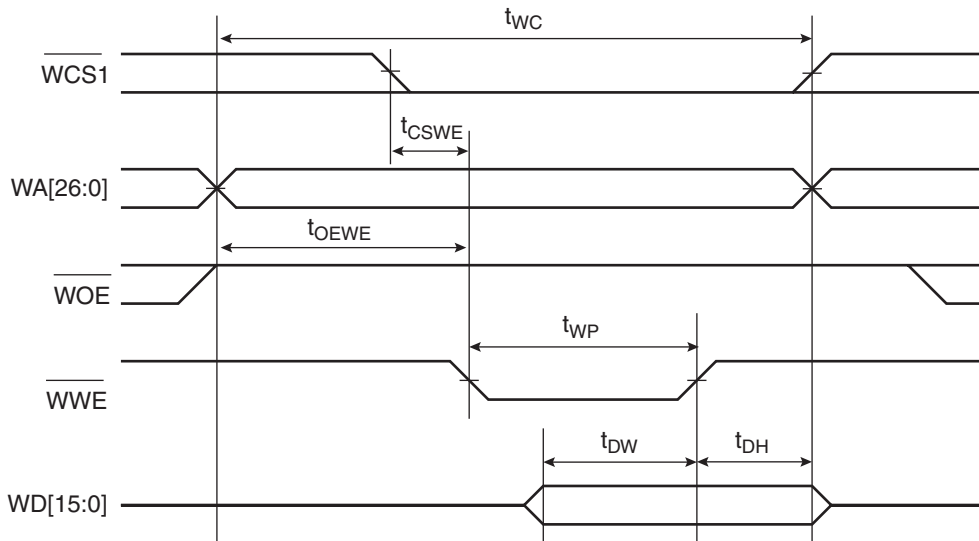 tWC
WCS1
tCSWE
WA[26:0]
tOEWE
WOE
tWP
WWE
tDW tDH
WD[15:0]